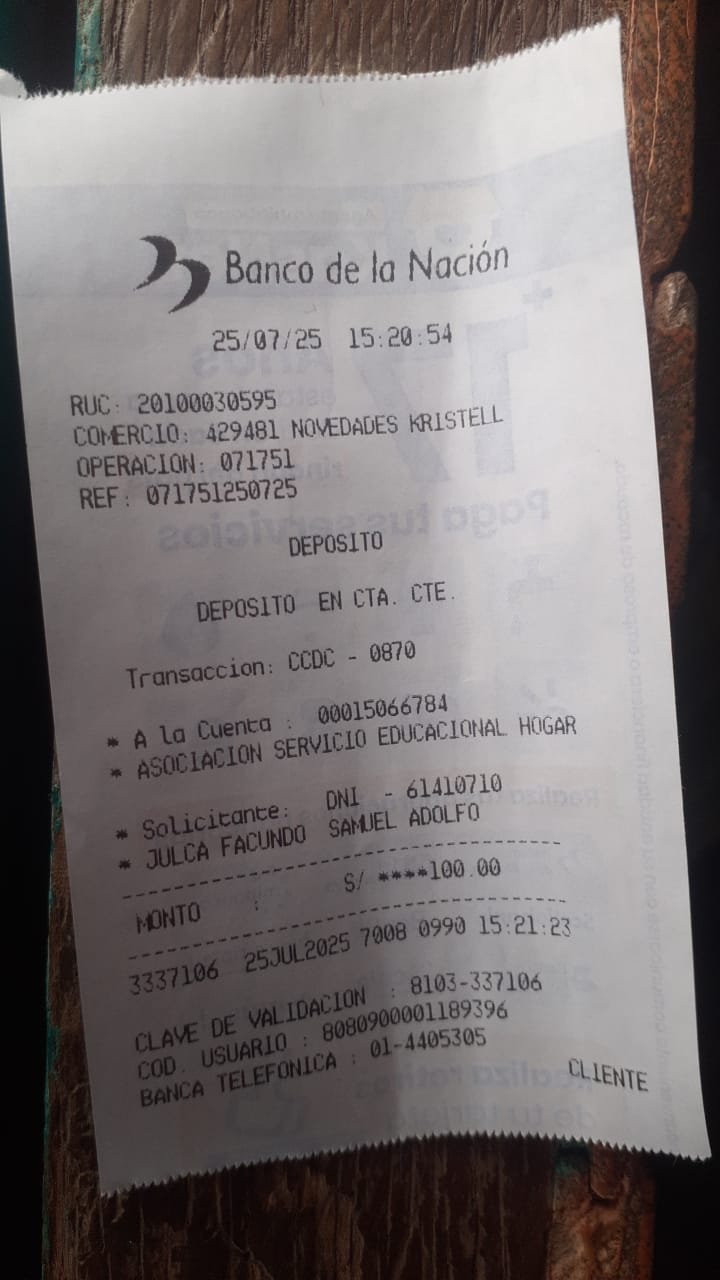 Banco de la Nación
25/07/25 15:20:54
RUC: 20100030595
COMERCIO: 429481 NOVEDADES KRISTELL
OPERACION: 071751
REF: 071751250725
DEPOSITO
DEPOSITO EN CTA. CTE.
Transaccion: CCDC - 0870
* A la Cuenta : 00015066784
* ASOCIACION SERVICIO EDUCACIONAL HOGAR
* Solicitante: DNI - 61410710
* JULCA FACUNDO SAMUEL ADOLFO
MONTO : S/ ****100.00
3337106 25JUL2025 7008 0990 15:21:23
CLAVE DE VALIDACION : 8103-337106
COD. USUARIO : 8080900001189396
BANCA TELEFONICA : 01-4405305
CLIENTE